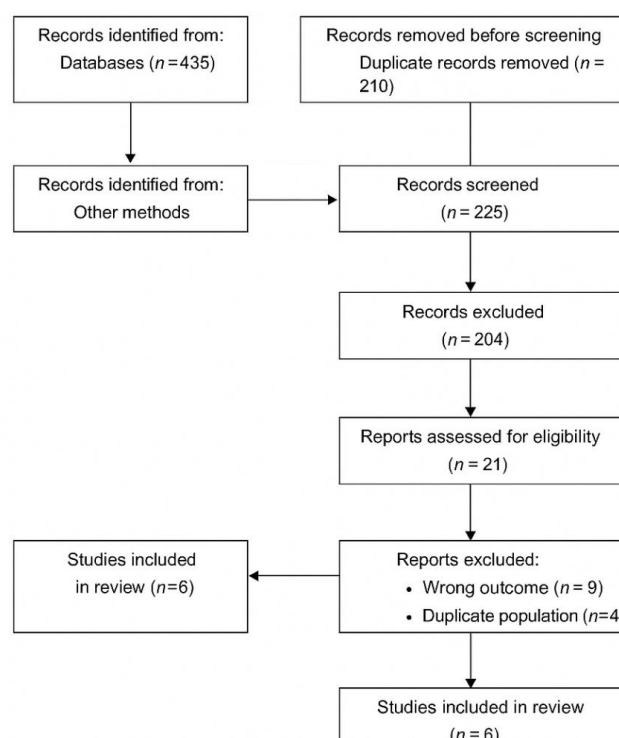 Records identified from:
Databases (n=435)
Records removed before screening
Duplicate records removed (n =
210)
Records identified from:
Other methods
Records screened
(n = 225)
Records excluded
(n = 204)
Reports assessed for eligibility
(n = 21)
Studies included
in review (n=6)
Reports excluded:
• Wrong outcome (n = 9)
• Duplicate population (n=4
Studies included in review
(n = 6)